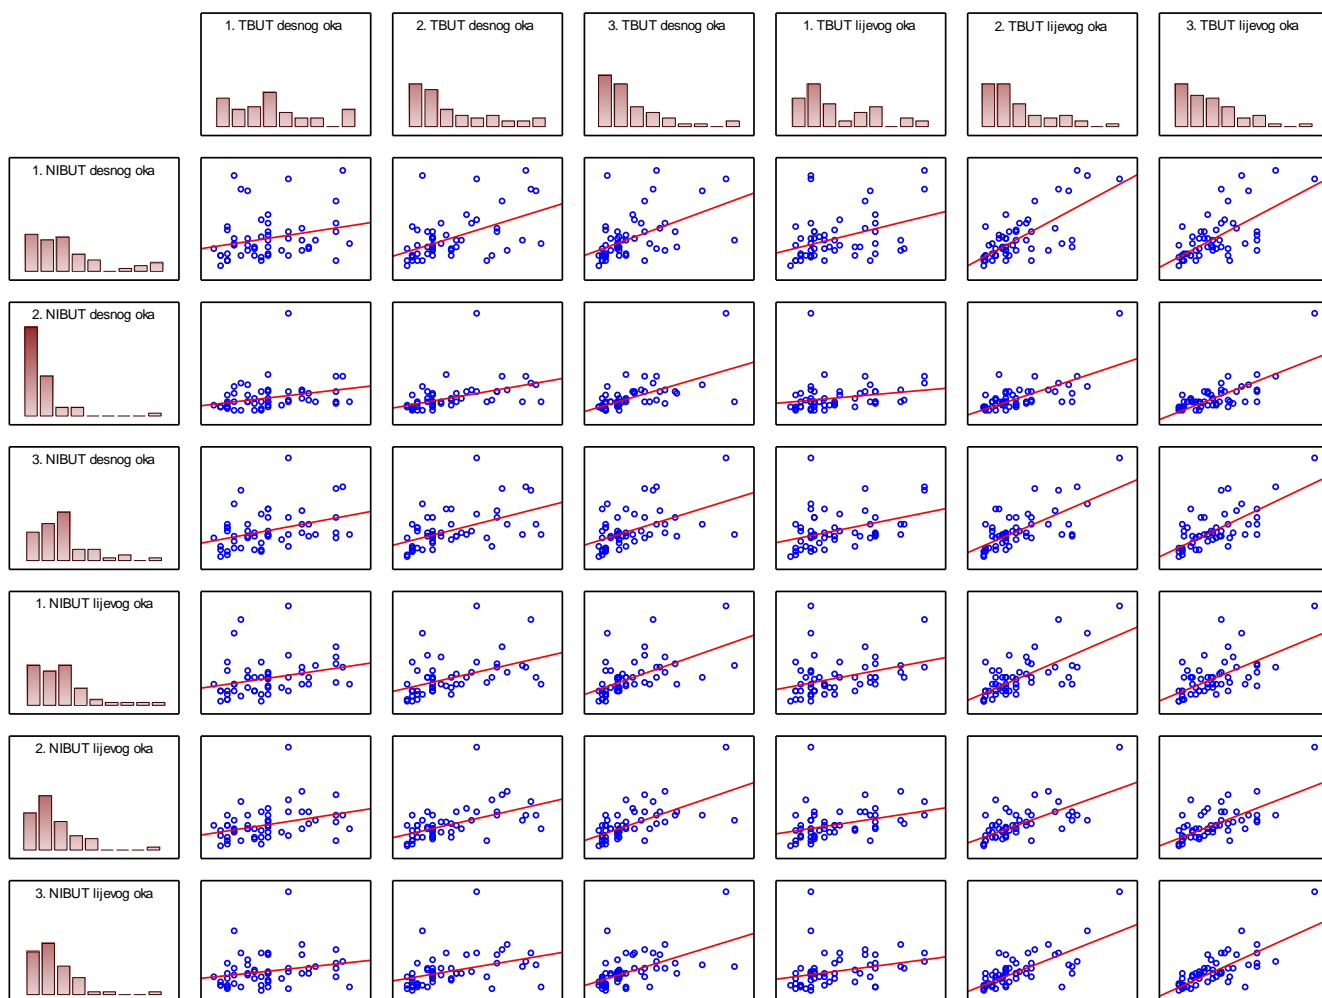 1. TBUT desnog oka
2. TBUT desnog oka
3. TBUT desnog oka
1. TBUT lijevog oka
2. TBUT lijevog oka
3. TBUT lijevog oka
1. NIBUT desnog oka
2. NIBUT desnog oka
3. NIBUT desnog oka
1. NIBUT lijevog oka
2. NIBUT lijevog oka
3. NIBUT lijevog oka